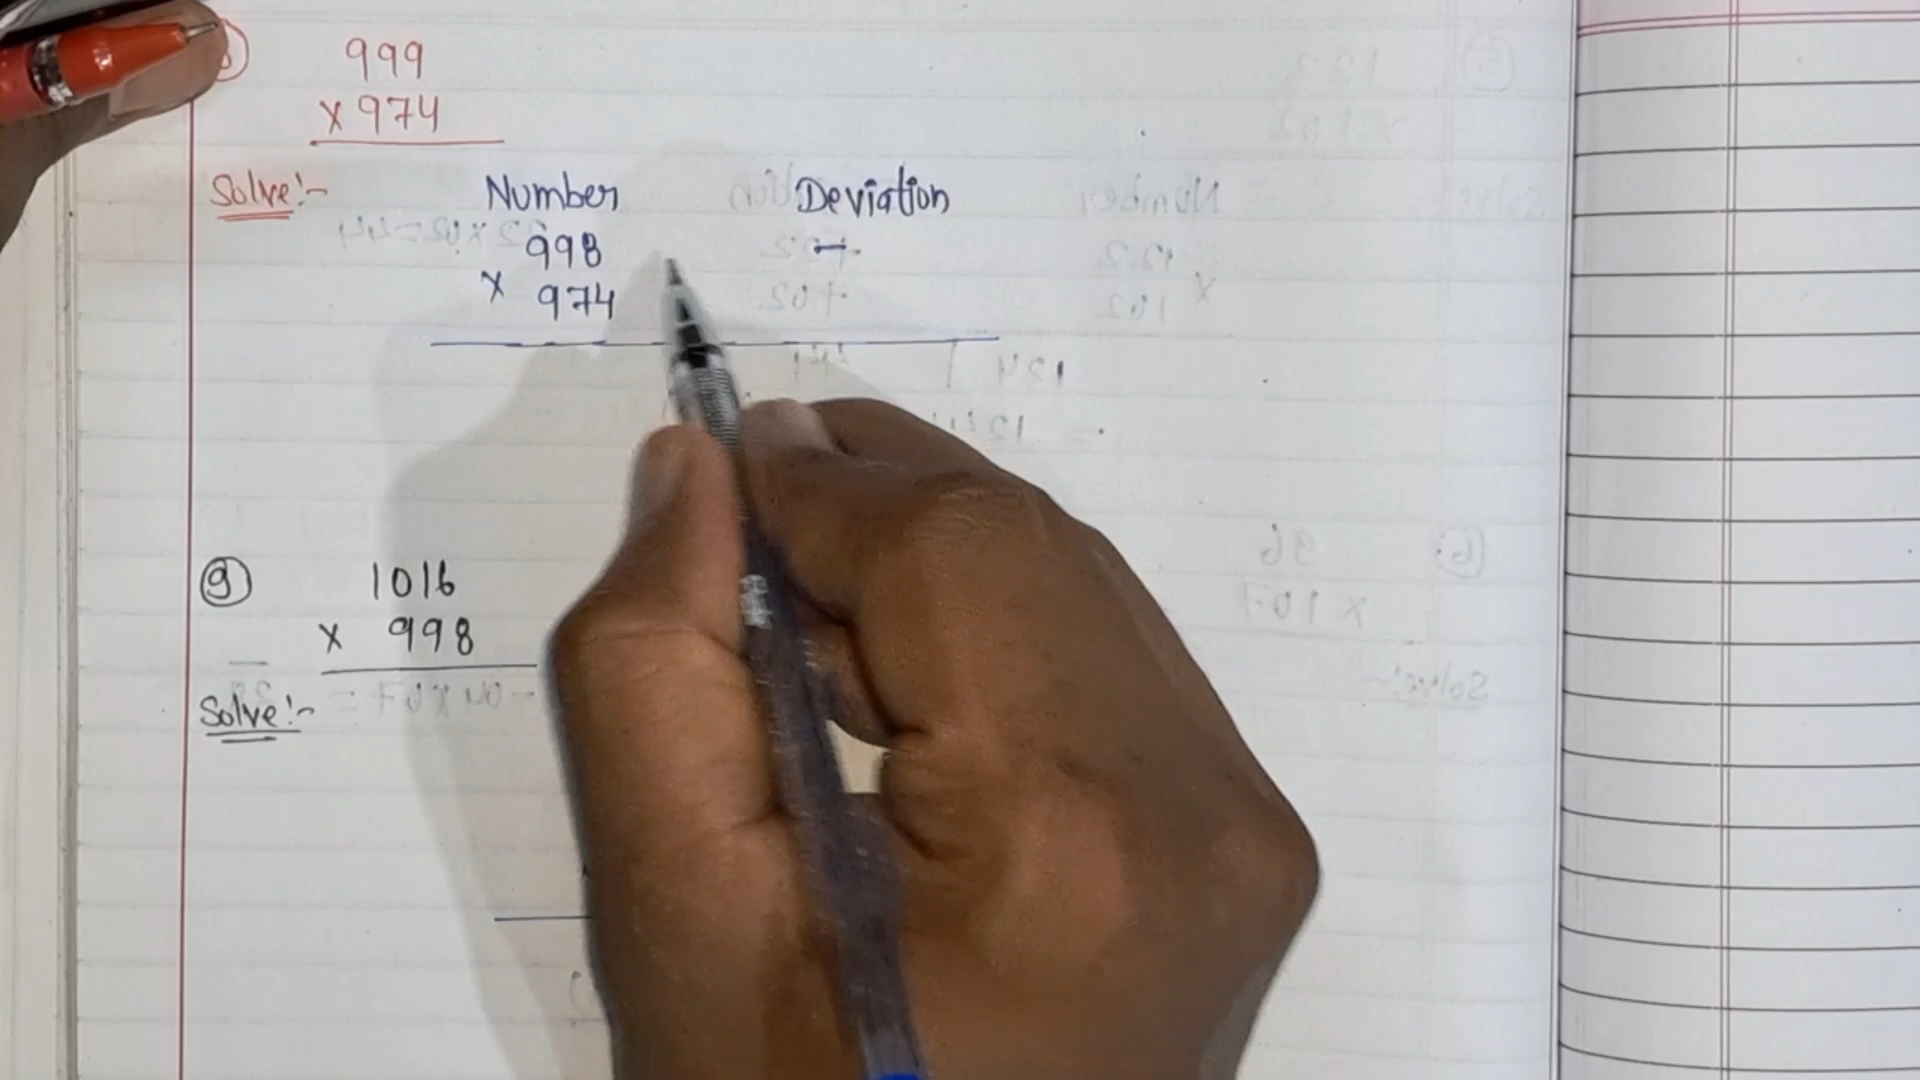 999
x 974
Solve:-
Number Deviation
998 -
x 974
9 1016
x 998
Solve:-